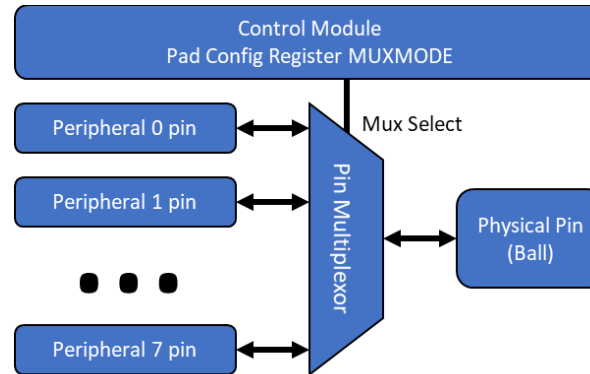 Control Module
Pad Config Register MUXMODE
Peripheral 0 pin
Mux Select
Peripheral 1 pin
Pin Multiplexor
Physical Pin
(Ball)
Peripheral 7 pin